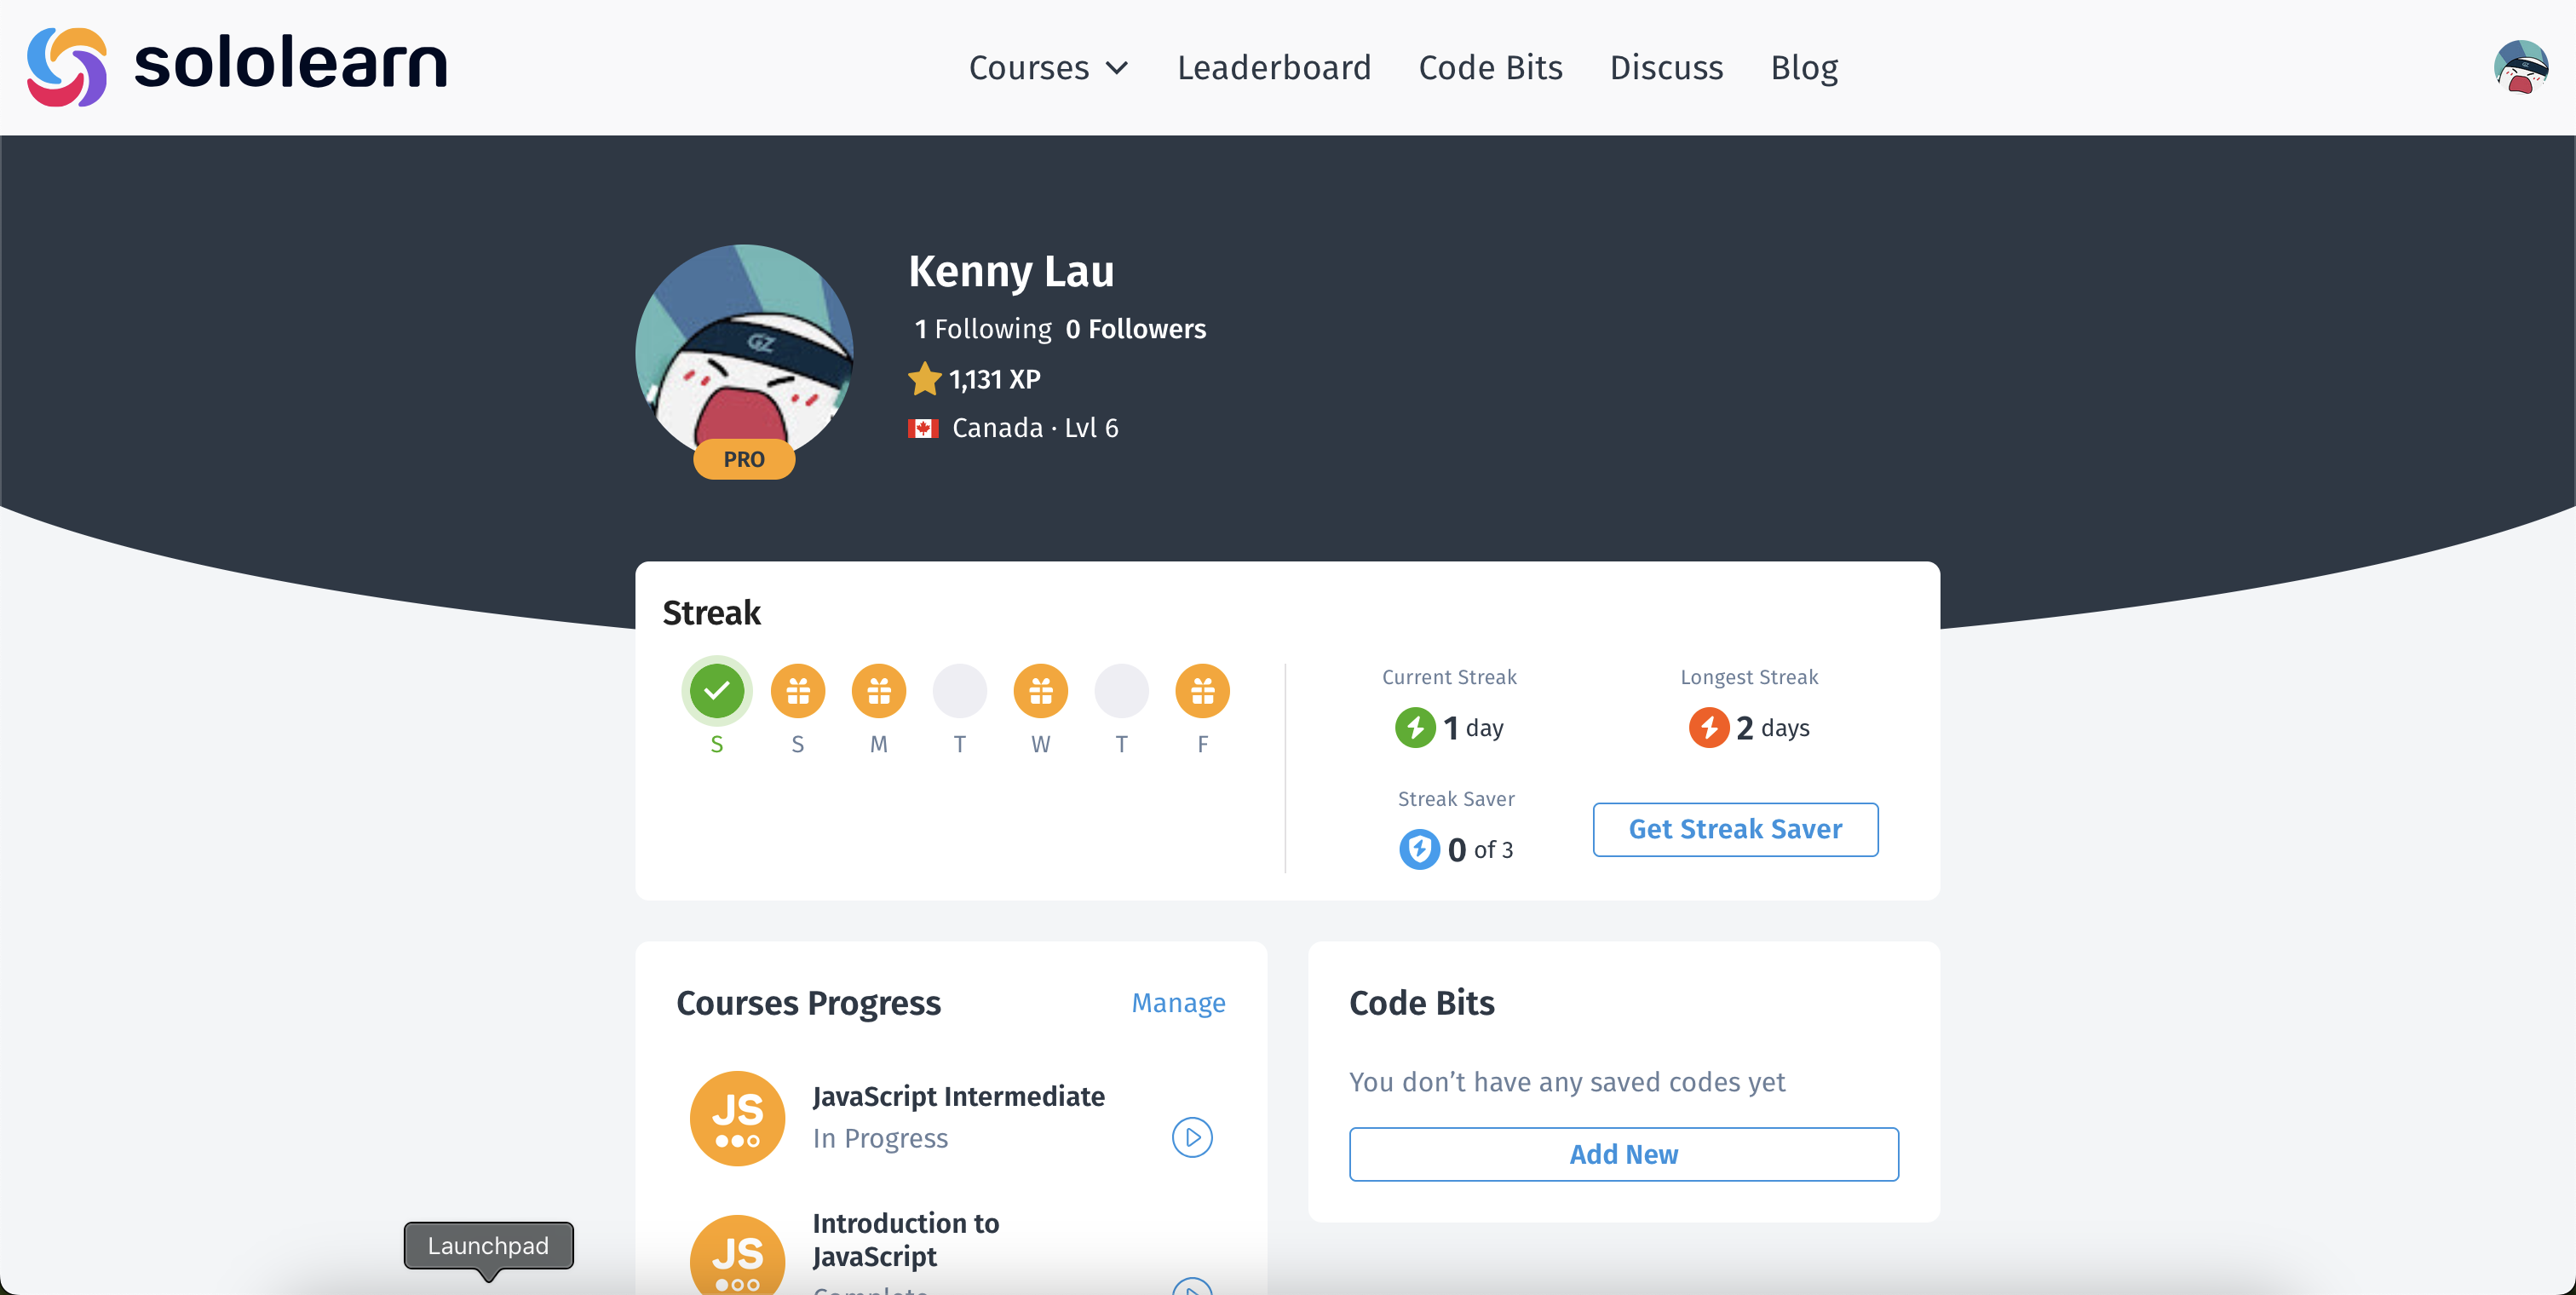 sololearn
Courses Leaderboard Code Bits Discuss Blog
GZ
PRO
Kenny Lau
1 Following 0 Followers
1,131 XP
Canada · Lvl 6
Streak
S S M T W T F
Current Streak
1 day
Longest Streak
2 days
Streak Saver
0 of 3
Get Streak Saver
Courses Progress
Manage
JS
JavaScript Intermediate
In Progress
JS
Introduction to
JavaScript
Complete
Code Bits
You don’t have any saved codes yet
Add New
Launchpad